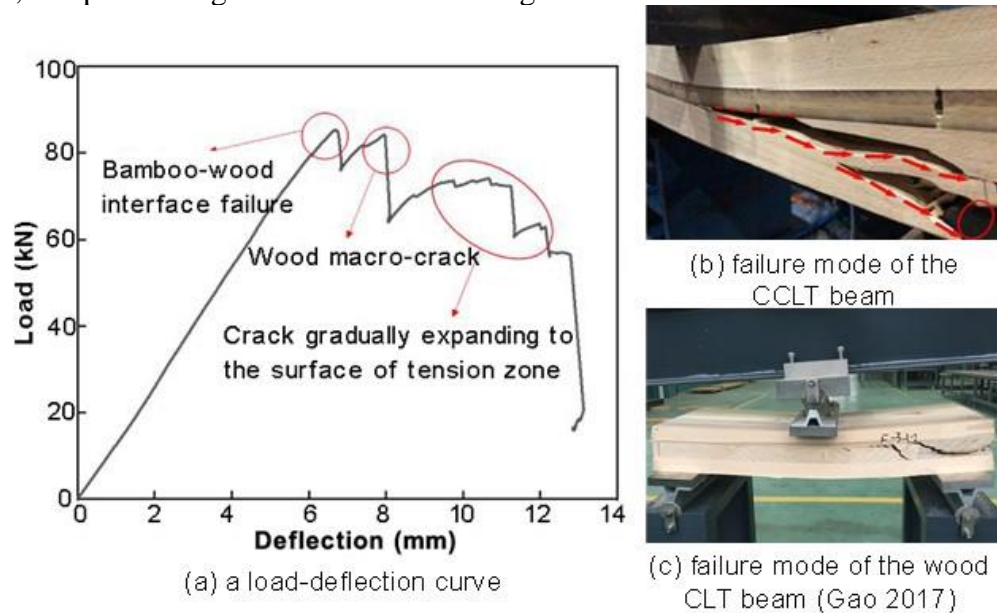 100
80
60
40
20
0
Load (kN)
Bamboo-wood
interface failure
Wood macro-crack
Crack gradually expanding to
the surface of tension zone
0 2 4 6 8 10 12 14
Deflection (mm)
(a) a load-deflection curve
(b) failure mode of the
CCLT beam
(c) failure mode of the wood
CLT beam (Gao 2017)